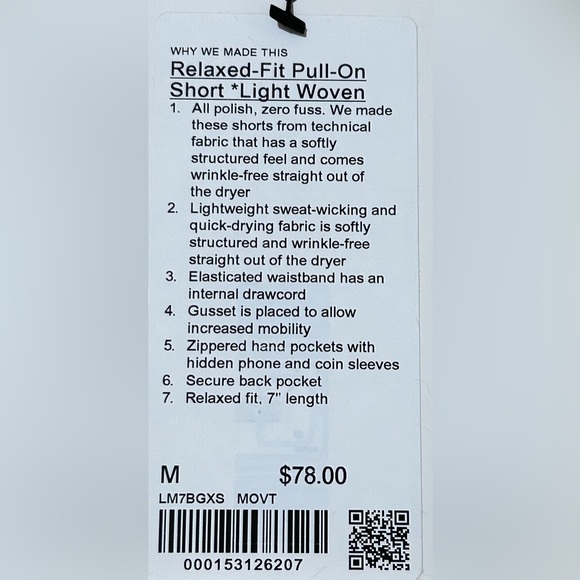 WHY WE MADE THIS
Relaxed-Fit Pull-On
Short *Light Woven
1. All polish, zero fuss. We made
these shorts from technical
fabric that has a softly
structured feel and comes
wrinkle-free straight out of
the dryer
2. Lightweight sweat-wicking and
quick-drying fabric is softly
structured and wrinkle-free
straight out of the dryer
3. Elasticated waistband has an
internal drawcord
4. Gusset is placed to allow
increased mobility
5. Zippered hand pockets with
hidden phone and coin sleeves
6. Secure back pocket
7. Relaxed fit, 7" length
M $78.00
LM7BGXS MOVT
000153126207